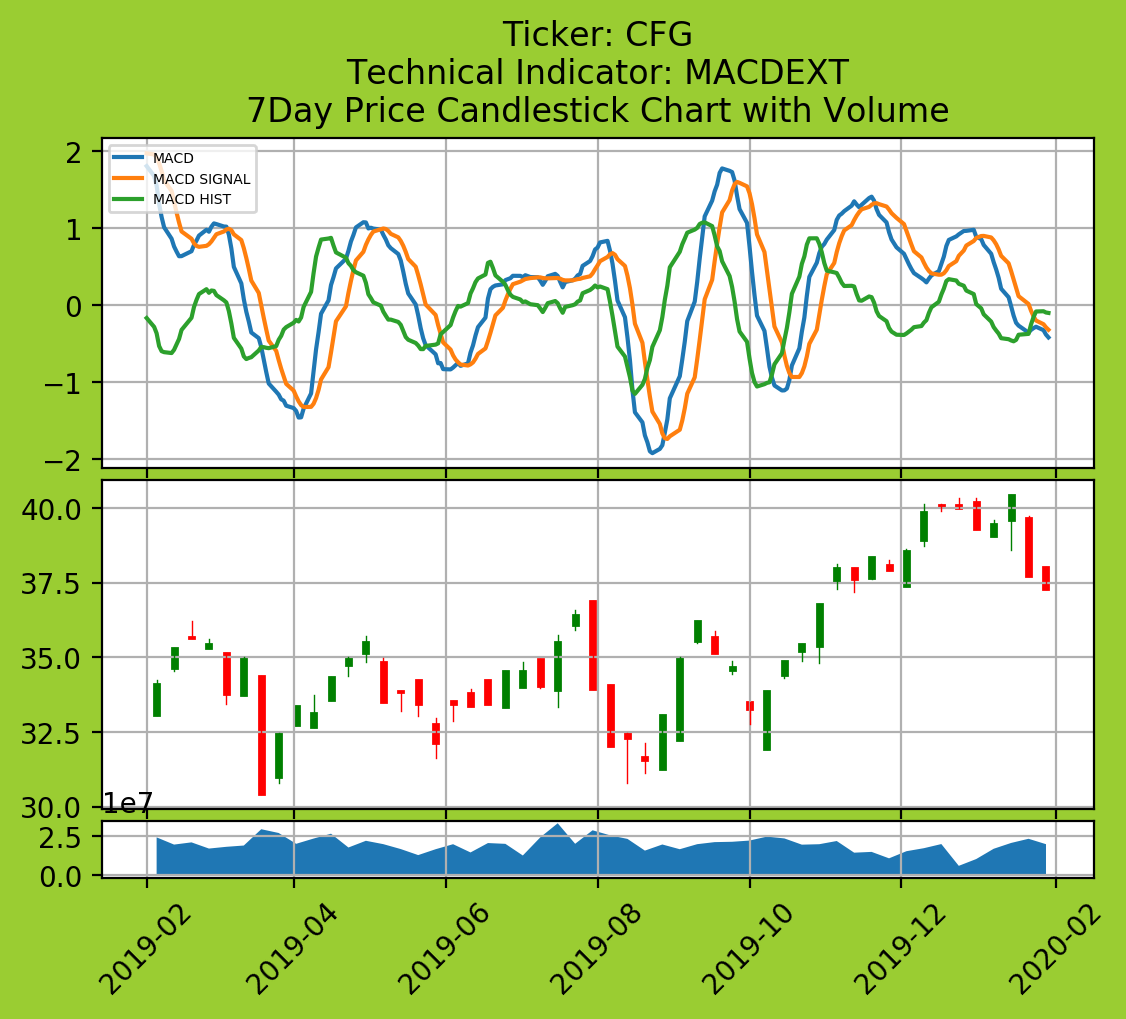 Ticker: CFG
Technical Indicator: MACDEXT
7Day Price Candlestick Chart with Volume
MACD
MACD SIGNAL
MACD HIST
2
1
0
−1
−2
40.0
37.5
35.0
32.5
30.0
1e7
2.5
0.0
2019-02
2019-04
2019-06
2019-08
2019-10
2019-12
2020-02